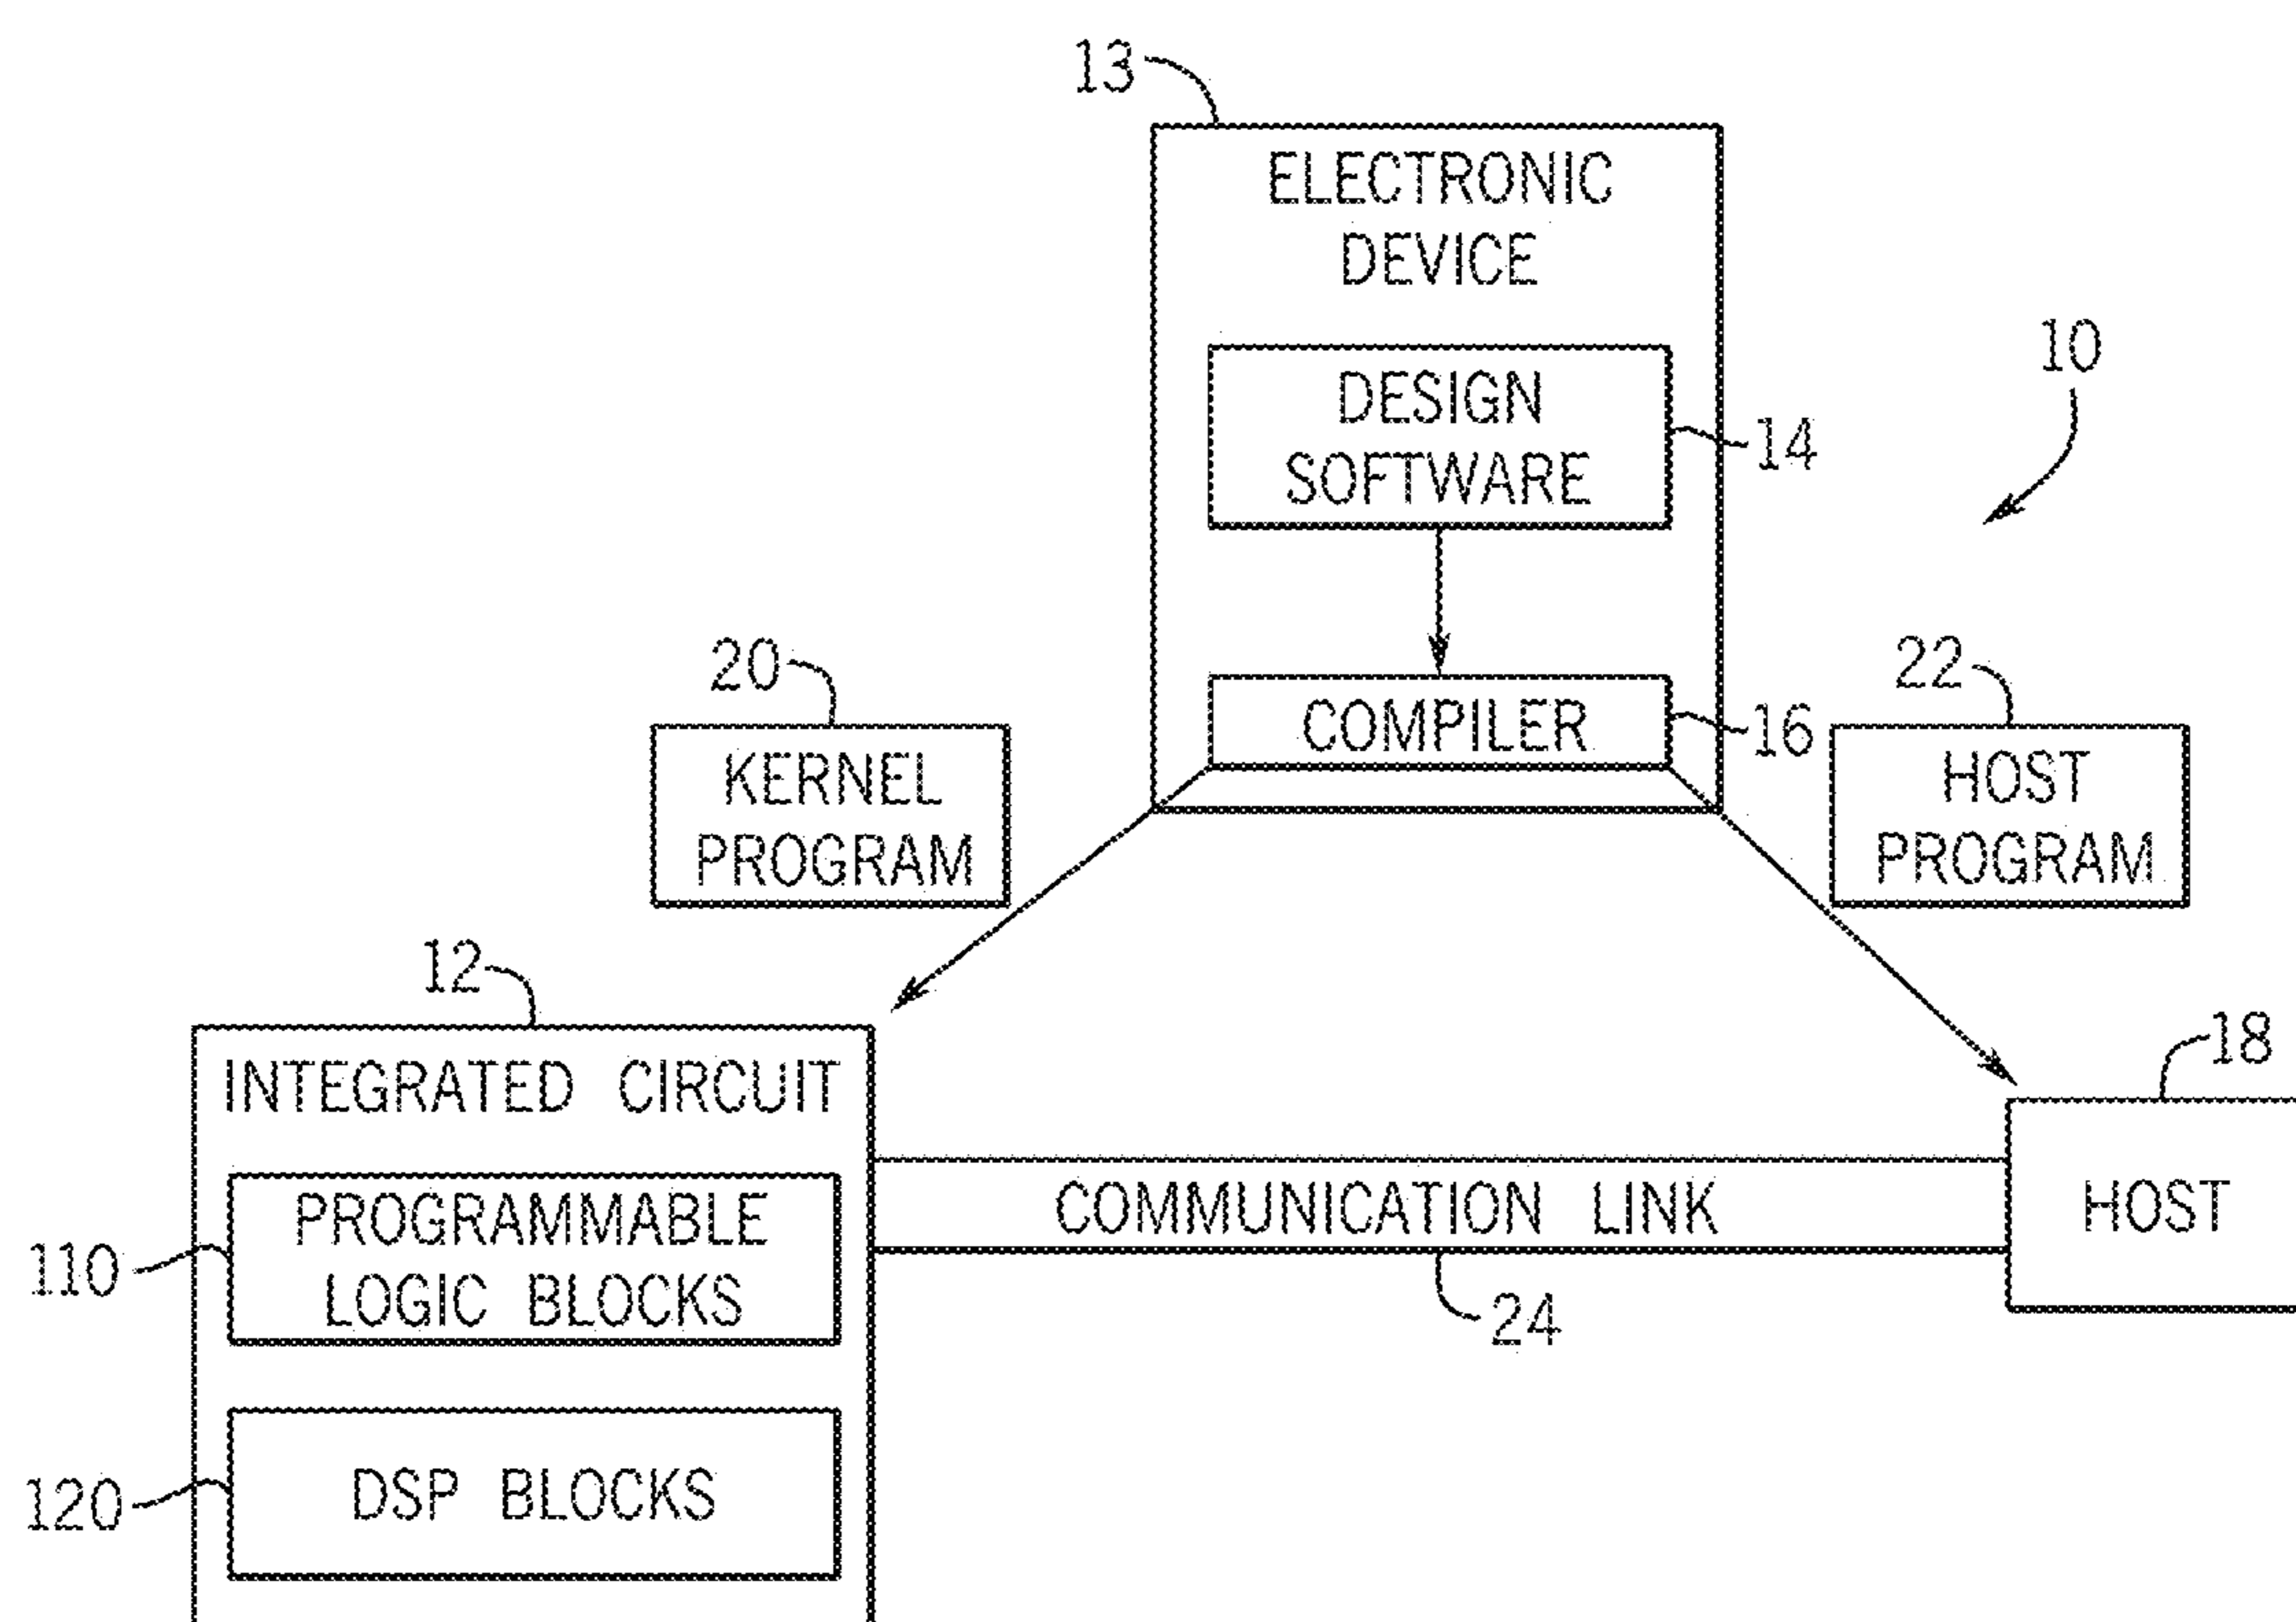 13
ELECTRONIC
DEVICE
10
DESIGN
SOFTWARE
14
20
22
COMPILER
16
KERNEL
PROGRAM
HOST
PROGRAM
12
18
INTEGRATED CIRCUIT
PROGRAMMABLE
LOGIC BLOCKS
110
COMMUNICATION LINK
HOST
24
DSP BLOCKS
120